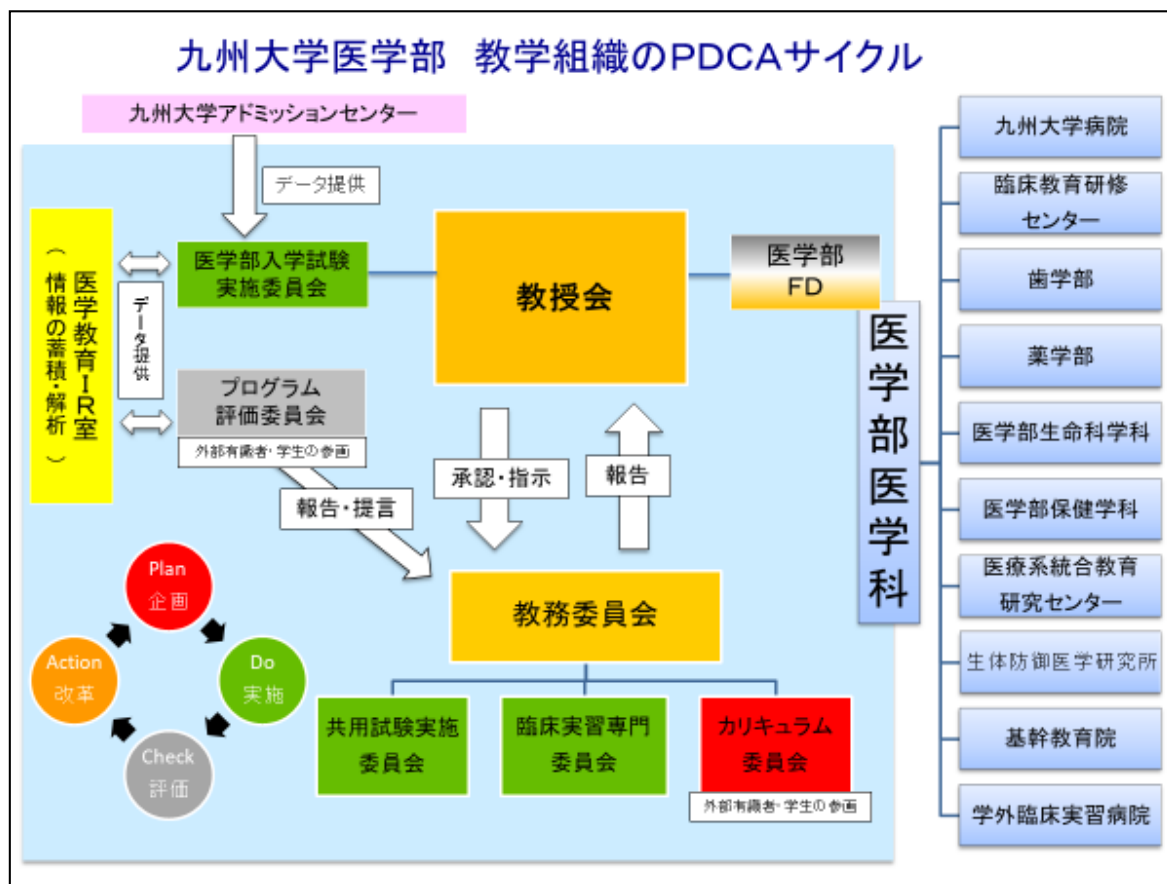 九州大学医学部 教学組織のPDCAサイクル
九州大学アドミッションセンター
データ提供
医学教育IR室
(情報の蓄積・解析)
データ
提供
医学部入学試験
実施委員会
教授会
医学部
FD
プログラム
評価委員会
外部有識者・学生の参画
報告・提言
承認・指示
報告
教務委員会
共用試験実施
委員会
臨床実習専門
委員会
カリキュラム
委員会
外部有識者・学生の参画
Plan
企画
Do
実施
Check
評価
Action
改革
医学部医学科
九州大学病院
臨床教育研修
センター
歯学部
薬学部
医学部生命科学科
医学部保健学科
医療系統合教育
研究センター
生体防御医学研究所
基幹教育院
学外臨床実習病院